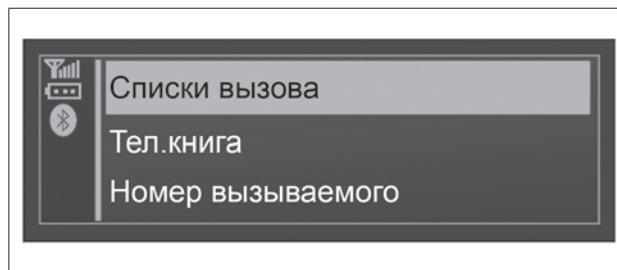 Списки вызова
Тел.книга
Номер вызываемого